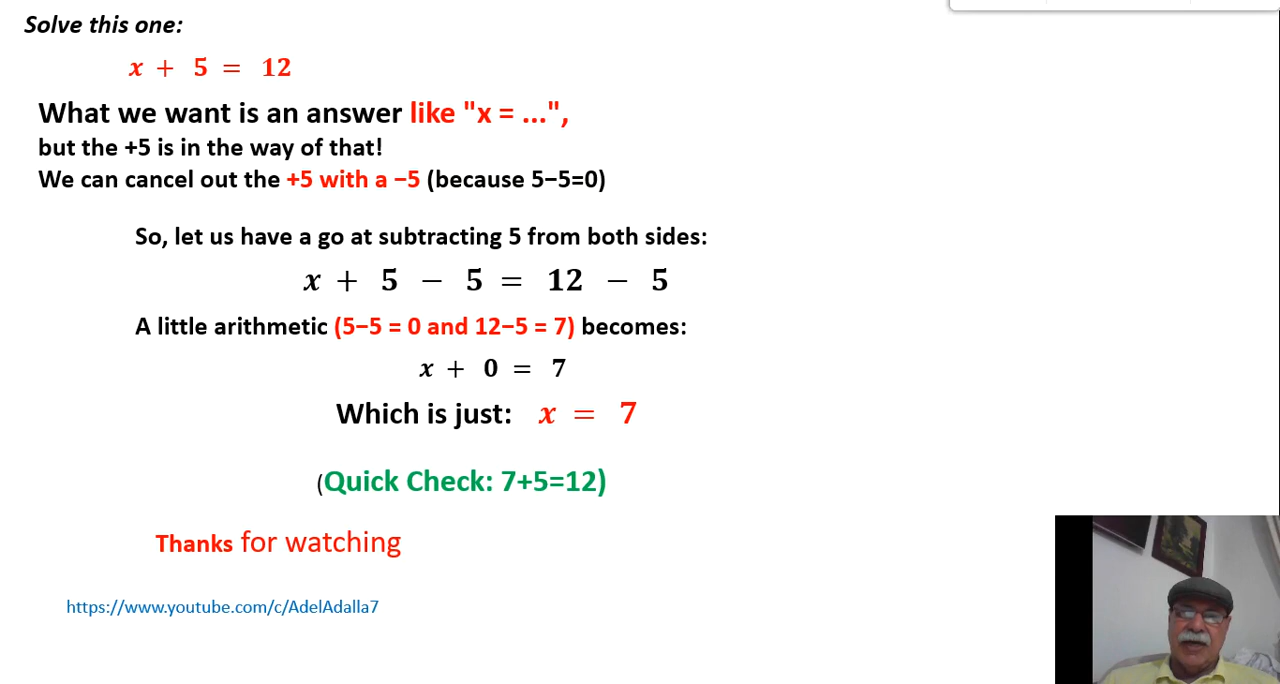 Solve this one:
x + 5 = 12
What we want is an answer like "x = ...",
but the +5 is in the way of that!
We can cancel out the +5 with a −5 (because 5−5=0)
So, let us have a go at subtracting 5 from both sides:
x + 5 − 5 = 12 − 5
A little arithmetic (5−5 = 0 and 12−5 = 7) becomes:
x + 0 = 7
Which is just: x = 7
(Quick Check: 7+5=12)
Thanks for watching
https://www.youtube.com/c/AdelAdalla7